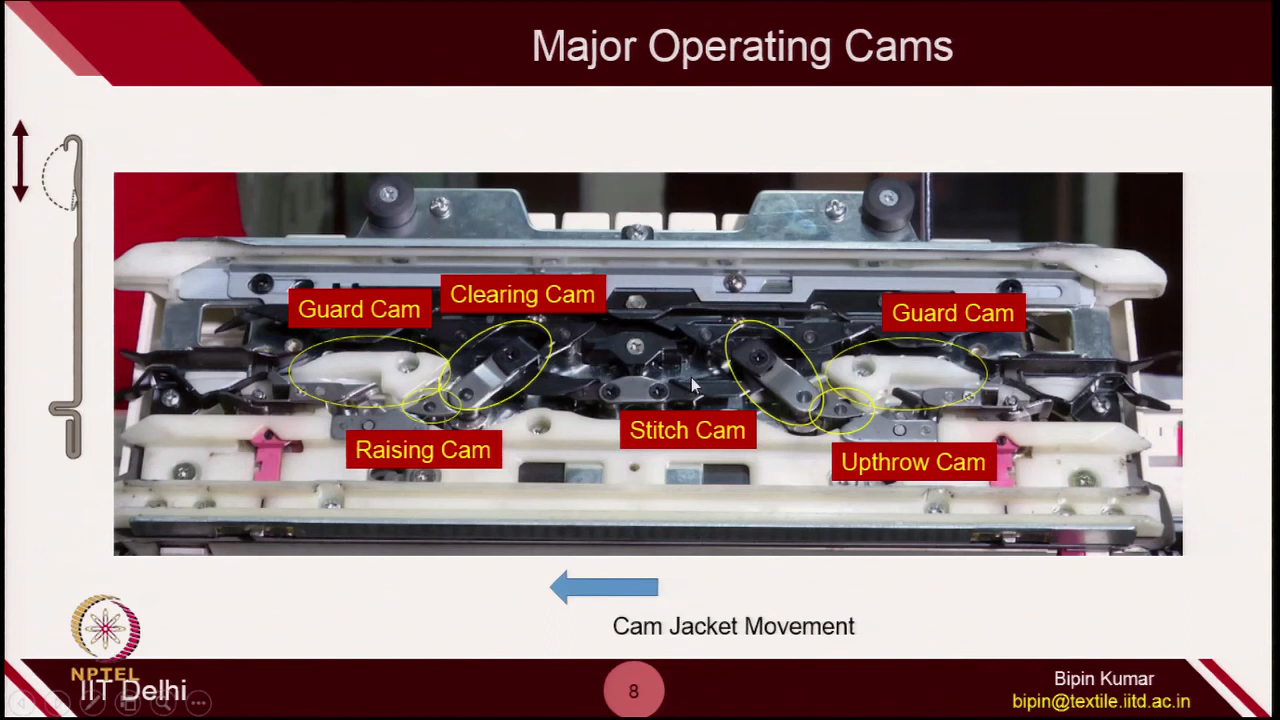 Major Operating Cams
Guard Cam
Clearing Cam
Guard Cam
Raising Cam
Stitch Cam
Upthrow Cam
Cam Jacket Movement
NPTEL
IIT Delhi
8
Bipin Kumar
bipin@textile.iitd.ac.in